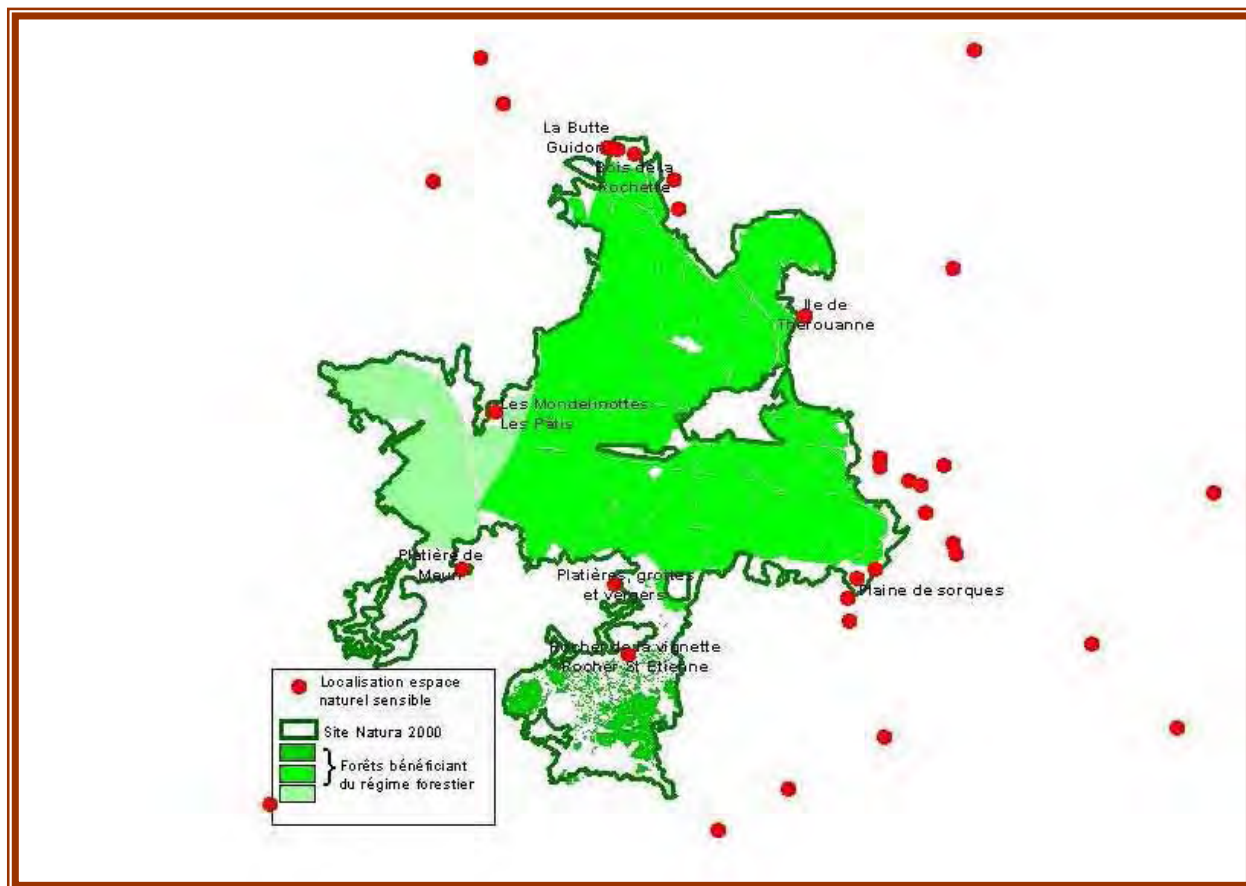 La Butte
Guidon
Bois de la
Rochette
Ile de
Thérouanne
Les Mondelinottes
Les Pâtis
Platière de
Meun
Platières, grottes
et vergers
Plaine de sorques
Rocher de la vignette
Rocher St Etienne
Localisation espace
naturel sensible
Site Natura 2000
Forêts bénéficiant
du régime forestier